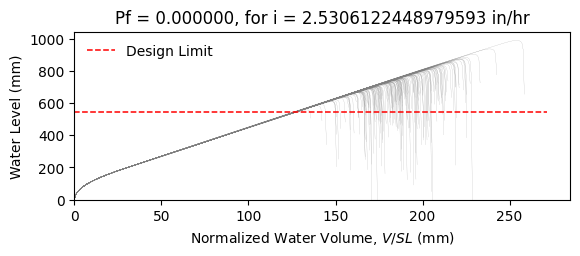 Pf = 0.000000, for i = 2.5306122448979593 in/hr
1000
800
600
400
200
0
Water Level (mm)
Design Limit
0 50 100 150 200 250
Normalized Water Volume, V/SL (mm)